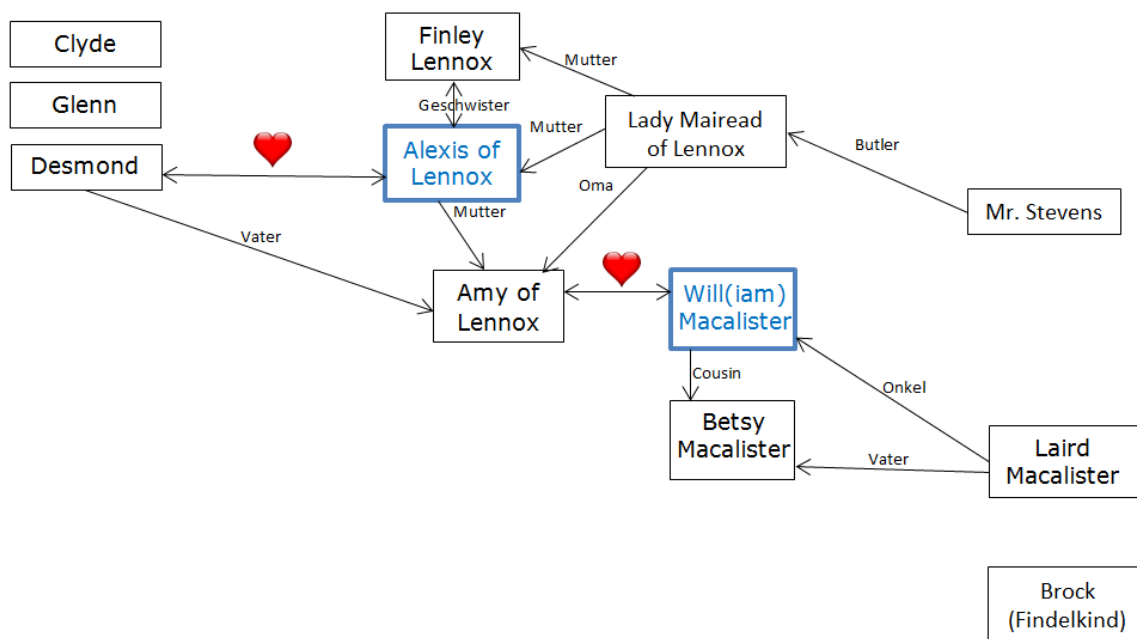 Clyde
Finley
Lennox
Mutter
Glenn
Geschwister
Lady Mairead
of Lennox
Mutter
Alexis of
Lennox
Butler
Desmond
Oma
Mr. Stevens
Mutter
Vater
Amy of
Lennox
Will(iam)
Macalister
Cousin
Onkel
Betsy
Macalister
Vater
Laird
Macalister
Brock
(Findelkind)